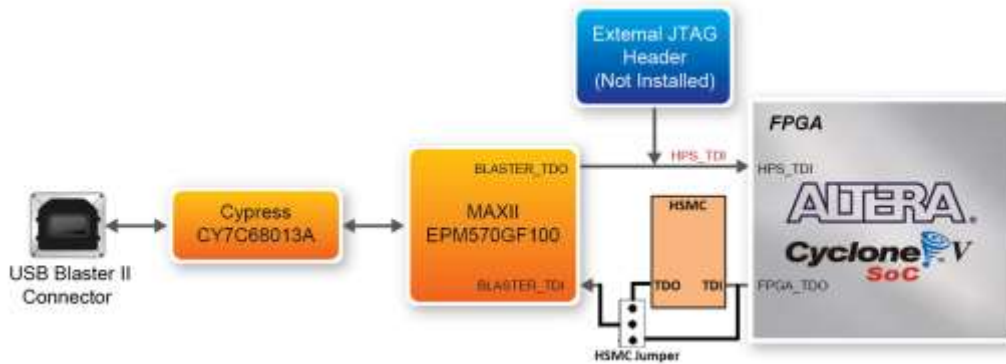 External JTAG
Header
(Not Installed)
FPGA
BLASTER_TDO
HPS_TDI
HPS_TDI
HSMC
ALTERA®
Cyclone V
SoC
Cypress
CY7C68013A
MAXII
EPM570GF100
USB Blaster II
Connector
BLASTER_TDI
TDO
TDI
FPGA_TDO
HSMC Jumper